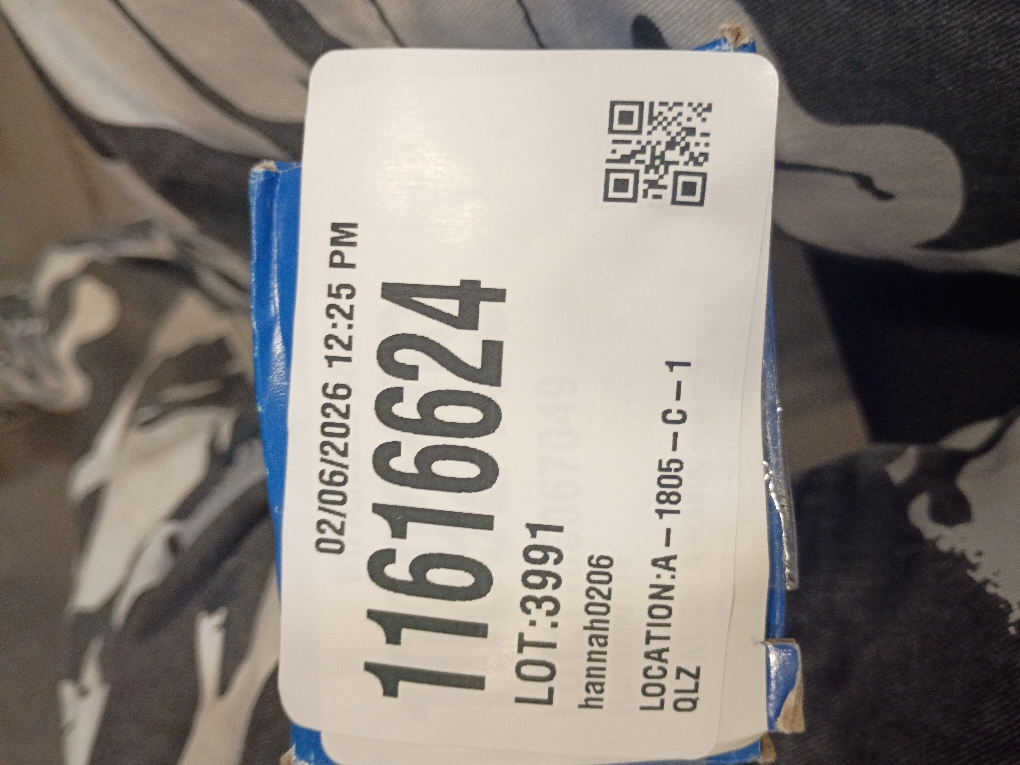 02/06/2026 12:25 PM
11616624
LOT:3991
hannah0206
LOCATION:A-1805-C-1
QLZ